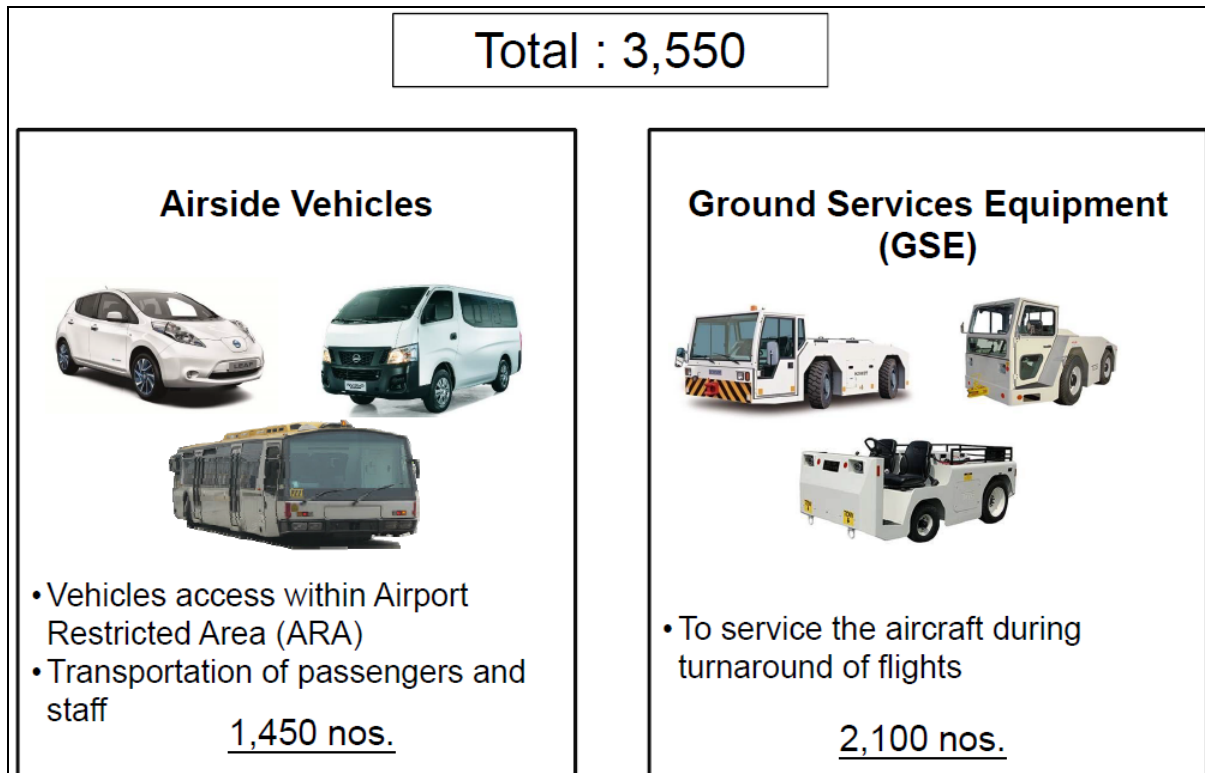 Total : 3,550
Airside Vehicles
• Vehicles access within Airport
Restricted Area (ARA)
• Transportation of passengers and
staff
1,450 nos.
Ground Services Equipment
(GSE)
• To service the aircraft during
turnaround of flights
2,100 nos.